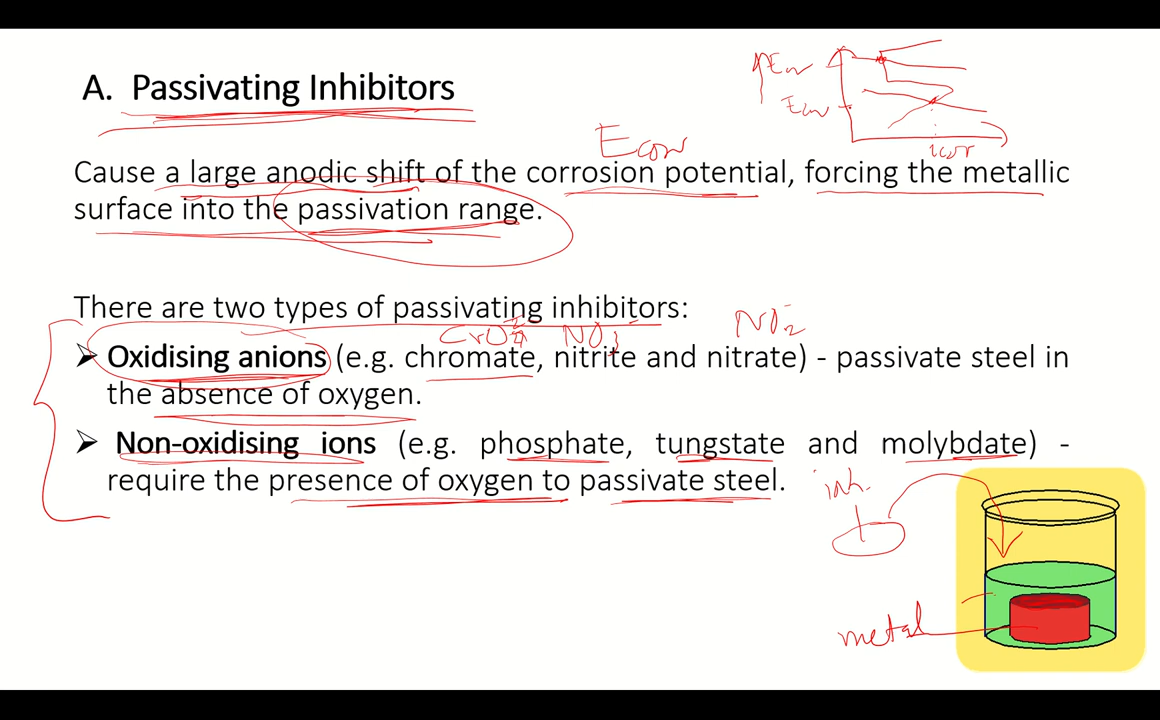 A. Passivating Inhibitors
↑Ecorr
Ecorr
icorr
Ecorr
Cause a large anodic shift of the corrosion potential, forcing the metallic
surface into the passivation range.
There are two types of passivating inhibitors:
NO3⁻ NO2⁻
➢ Oxidising anions (e.g. chromate, nitrite and nitrate) - passivate steel in
the absence of oxygen.
➢ Non-oxidising ions (e.g. phosphate, tungstate and molybdate) -
require the presence of oxygen to passivate steel.
inh.
metal